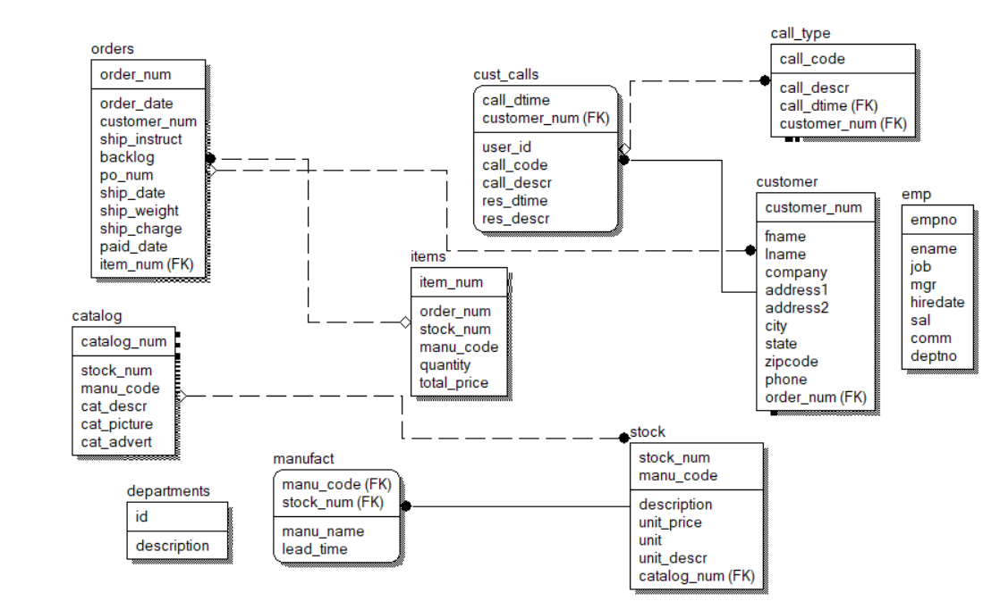 orders
order_num
order_date
customer_num
ship_instruct
backlog
po_num
ship_date
ship_weight
ship_charge
paid_date
item_num (FK)
cust_calls
call_dtime
customer_num (FK)
user_id
call_code
call_descr
res_dtime
res_descr
call_type
call_code
call_descr
call_dtime (FK)
customer_num (FK)
customer
customer_num
fname
lname
company
address1
address2
city
state
zipcode
phone
order_num (FK)
emp
empno
ename
job
mgr
hiredate
sal
comm
deptno
items
item_num
order_num
stock_num
manu_code
quantity
total_price
catalog
catalog_num
stock_num
manu_code
cat_descr
cat_picture
cat_advert
manufact
manu_code (FK)
stock_num (FK)
manu_name
lead_time
stock
stock_num
manu_code
description
unit_price
unit
unit_descr
catalog_num (FK)
departments
id
description